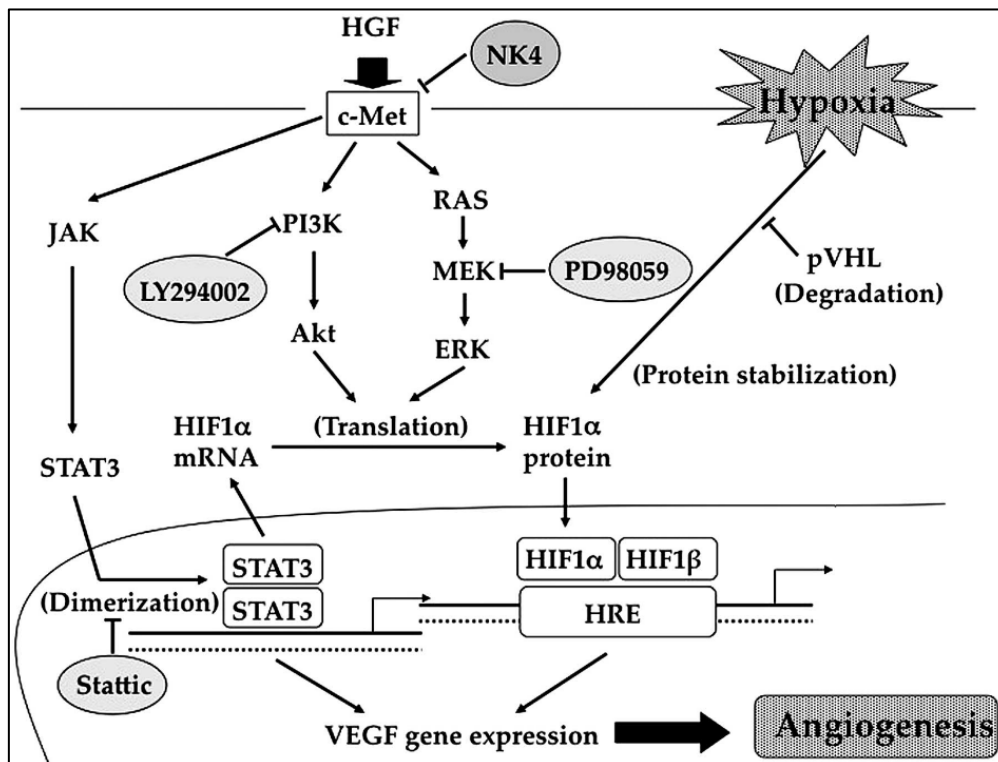 HGF
NK4
Hypoxia
c-Met
RAS
JAK
PI3K
MEK
PD98059
pVHL
(Degradation)
LY294002
Akt
ERK
(Protein stabilization)
HIF1α
mRNA
(Translation)
HIF1α
protein
STAT3
STAT3
HIF1α
HIF1β
(Dimerization)
STAT3
HRE
Stattic
VEGF gene expression
Angiogenesis